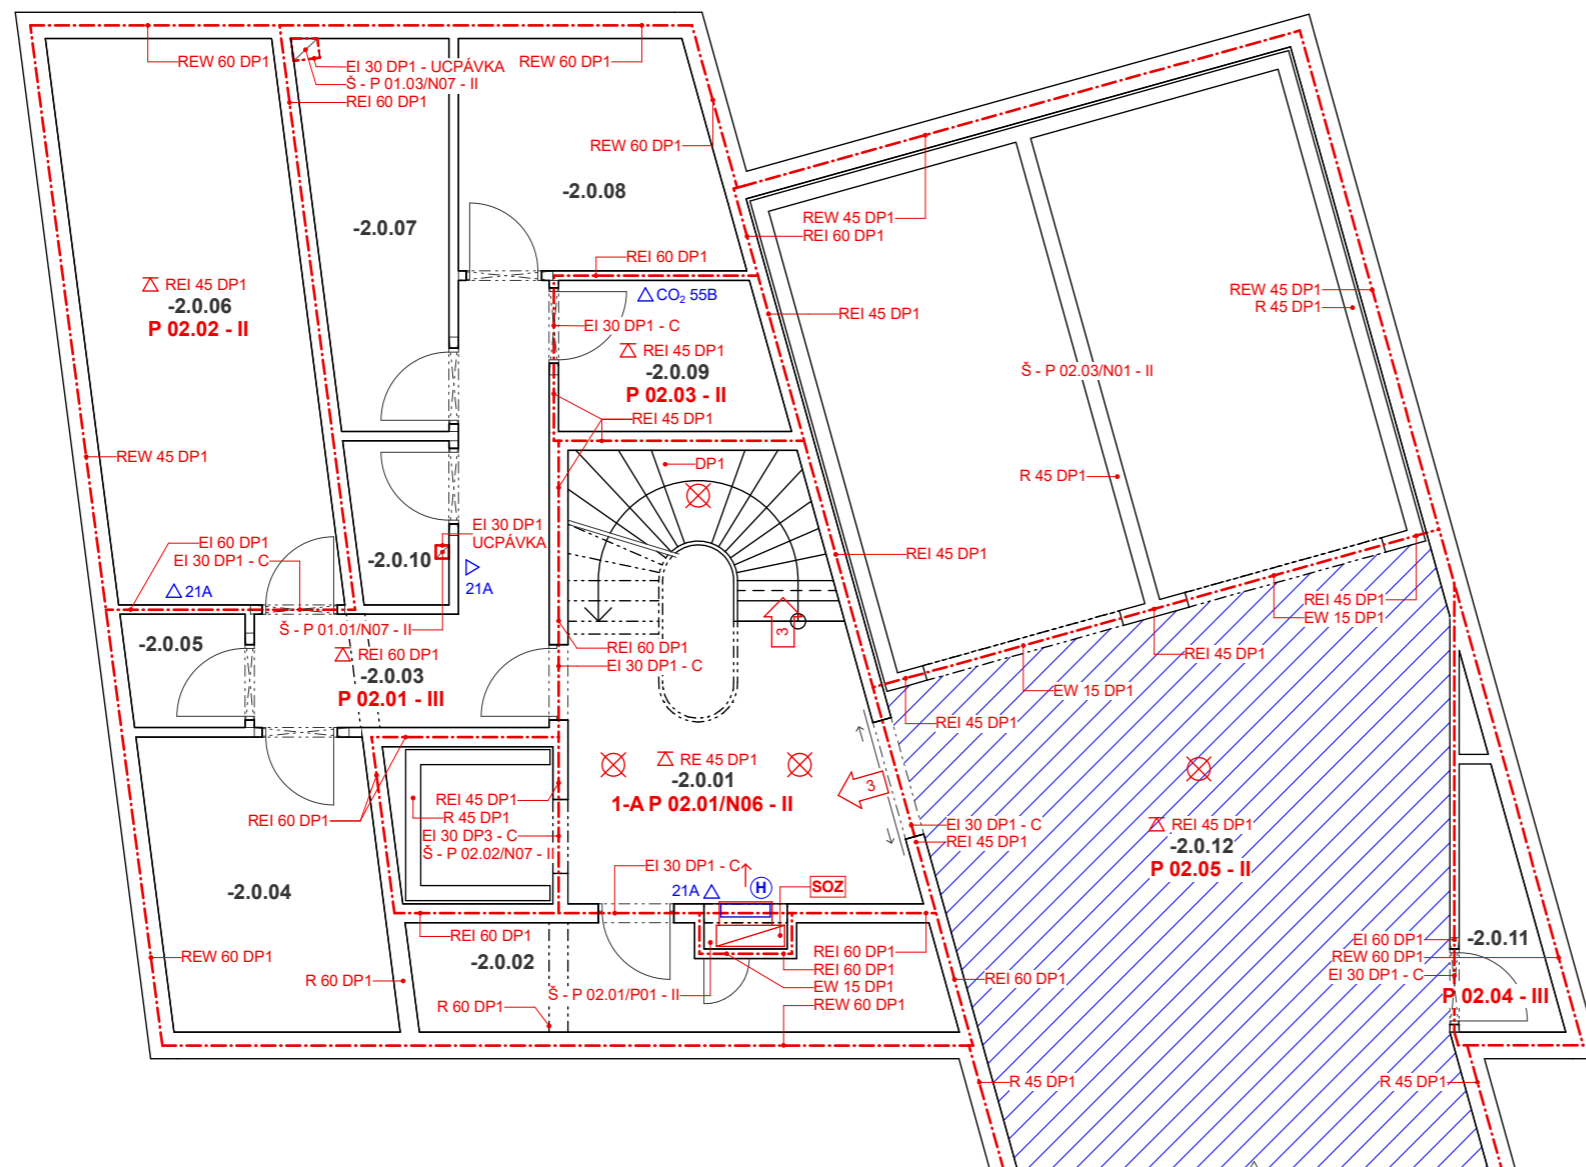 REW 60 DP1
EI 30 DP1 - UCPÁVKA
Š - P 01.03/N07 - II
REI 60 DP1
REW 60 DP1
REW 60 DP1
-2.0.08
-2.0.07
REW 45 DP1
REI 60 DP1
REI 60 DP1
REI 45 DP1
-2.0.06
P 02.02 - II
CO₂ 55B
REW 45 DP1
R 45 DP1
REI 45 DP1
EI 30 DP1 - C
REI 45 DP1
-2.0.09
P 02.03 - II
Š - P 02.03/N01 - II
REI 45 DP1
REW 45 DP1
DP1
R 45 DP1
EI 30 DP1
UCPÁVKA
EI 60 DP1
EI 30 DP1 - C
-2.0.10
REI 45 DP1
21A
21A
REI 45 DP1
EW 15 DP1
Š - P 01.01/N07 - II
3
-2.0.05
REI 60 DP1
-2.0.03
P 02.01 - III
REI 60 DP1
EI 30 DP1 - C
REI 45 DP1
EW 15 DP1
REI 45 DP1
RE 45 DP1
-2.0.01
1-A P 02.01/N06 - II
3
REI 45 DP1
R 45 DP1
EI 30 DP3 - C
Š - P 02.02/N07 - II
REI 60 DP1
EI 30 DP1 - C
REI 45 DP1
REI 45 DP1
-2.0.12
P 02.05 - II
EI 30 DP1 - C
21A
H
SOZ
-2.0.04
REI 60 DP1
-2.0.02
REW 60 DP1
R 60 DP1
Š - P 02.01/P01 - II
R 60 DP1
REI 60 DP1
REI 60 DP1
EW 15 DP1
REW 60 DP1
REI 60 DP1
EI 60 DP1
-2.0.11
REW 60 DP1
EI 30 DP1 - C
P 02.04 - III
R 45 DP1
R 45 DP1